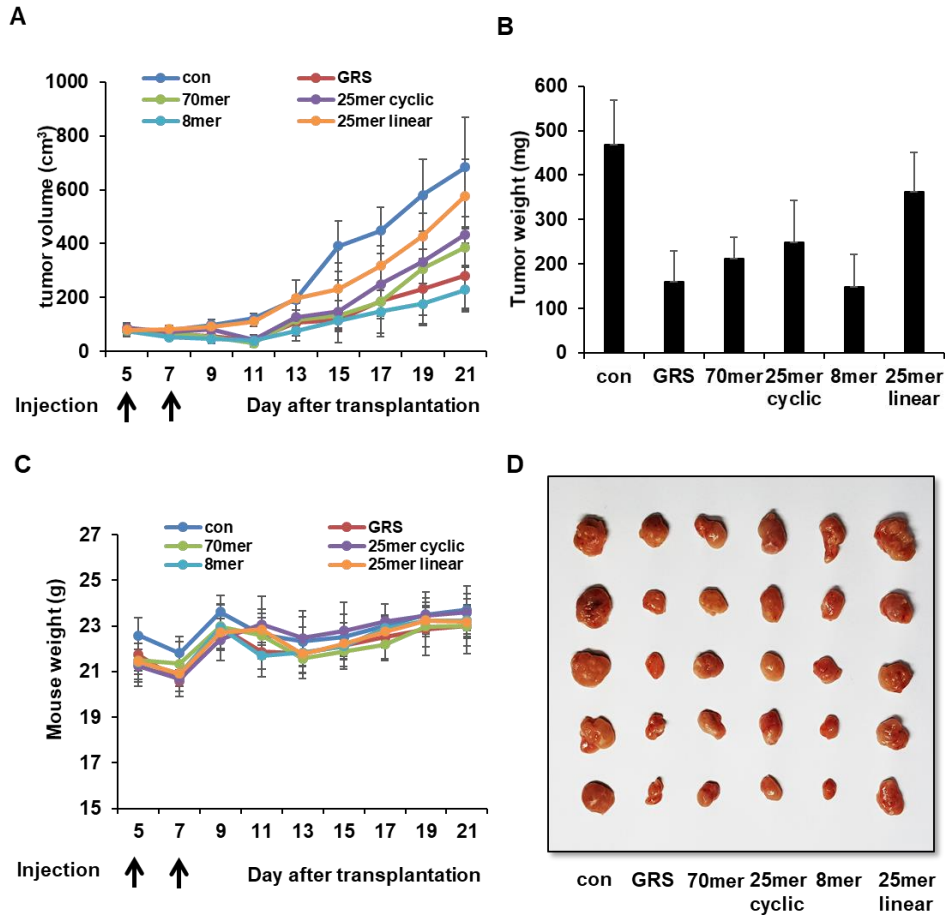 A
1000
800
600
400
200
0
tumor volume (cm³)
con
GRS
70mer
25mer cyclic
8mer
25mer linear
5 7 9 11 13 15 17 19 21
Injection
Day after transplantation
B
600
500
400
300
200
100
0
Tumor weight (mg)
con GRS 70mer 25mer 8mer 25mer
cyclic linear
C
27
25
23
21
19
17
15
Mouse weight (g)
con
GRS
70mer
25mer cyclic
8mer
25mer linear
5 7 9 11 13 15 17 19 21
Injection
Day after transplantation
D
con GRS 70mer 25mer 8mer 25mer
cyclic linear